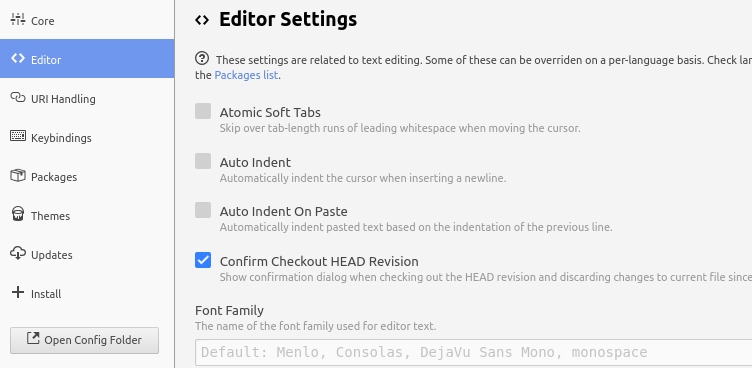 Core
Editor
URI Handling
Keybindings
Packages
Themes
Updates
Install
Open Config Folder
Editor Settings
These settings are related to text editing. Some of these can be overriden on a per-language basis. Check lan
the Packages list.
Atomic Soft Tabs
Skip over tab-length runs of leading whitespace when moving the cursor.
Auto Indent
Automatically indent the cursor when inserting a newline.
Auto Indent On Paste
Automatically indent pasted text based on the indentation of the previous line.
Confirm Checkout HEAD Revision
Show confirmation dialog when checking out the HEAD revision and discarding changes to current file since
Font Family
The name of the font family used for editor text.
Default: Menlo, Consolas, DejaVu Sans Mono, monospace